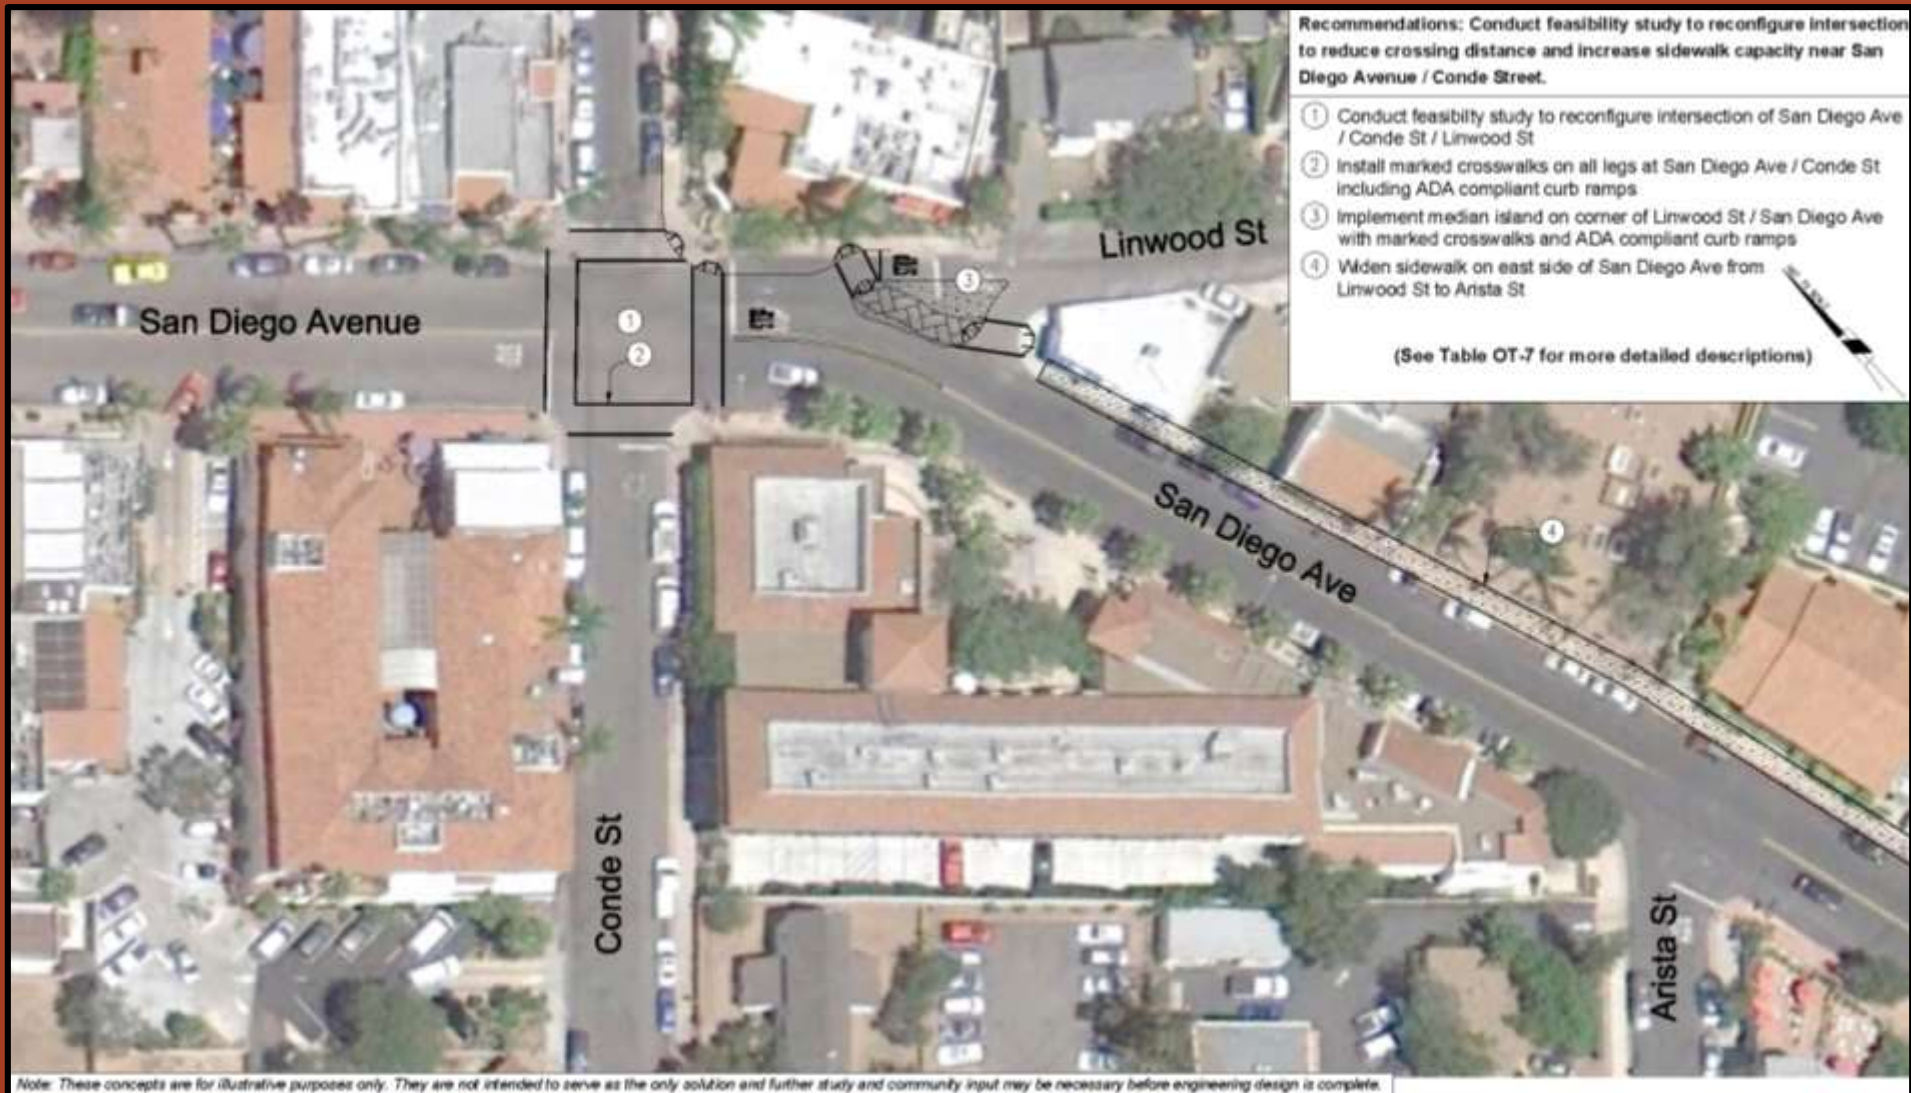 Recommendations: Conduct feasibility study to reconfigure intersection
to reduce crossing distance and increase sidewalk capacity near San
Diego Avenue / Conde Street.
1 Conduct feasibilty study to reconfigure intersection of San Diego Ave
/ Conde St / Linwood St
2 Install marked crosswalks on all legs at San Diego Ave / Conde St
including ADA compliant curb ramps
3 Implement median island on corner of Linwood St / San Diego Ave
with marked crosswalks and ADA compliant curb ramps
4 Widen sidewalk on east side of San Diego Ave from
Linwood St to Arista St
(See Table OT-7 for more detailed descriptions)
Linwood St
3
San Diego Avenue
1
2
San Diego Ave
4
Conde St
Arista St
Note: These concepts are for illustrative purposes only. They are not intended to serve as the only solution and further study and community input may be necessary before engineering design is complete.